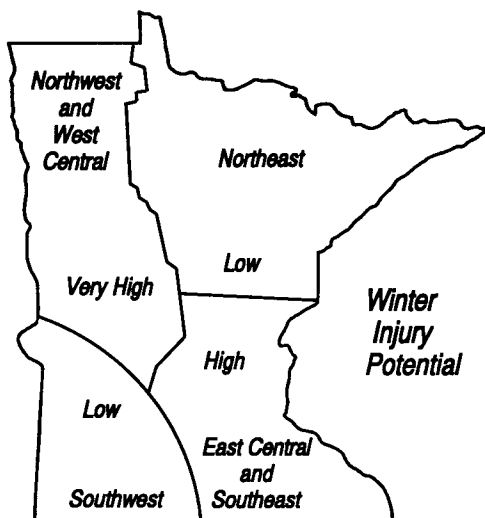 Northwest
and
West
Central
Northeast
Low
Very High
Winter
Injury
Potential
High
Low
East Central
and
Southeast
Southwest